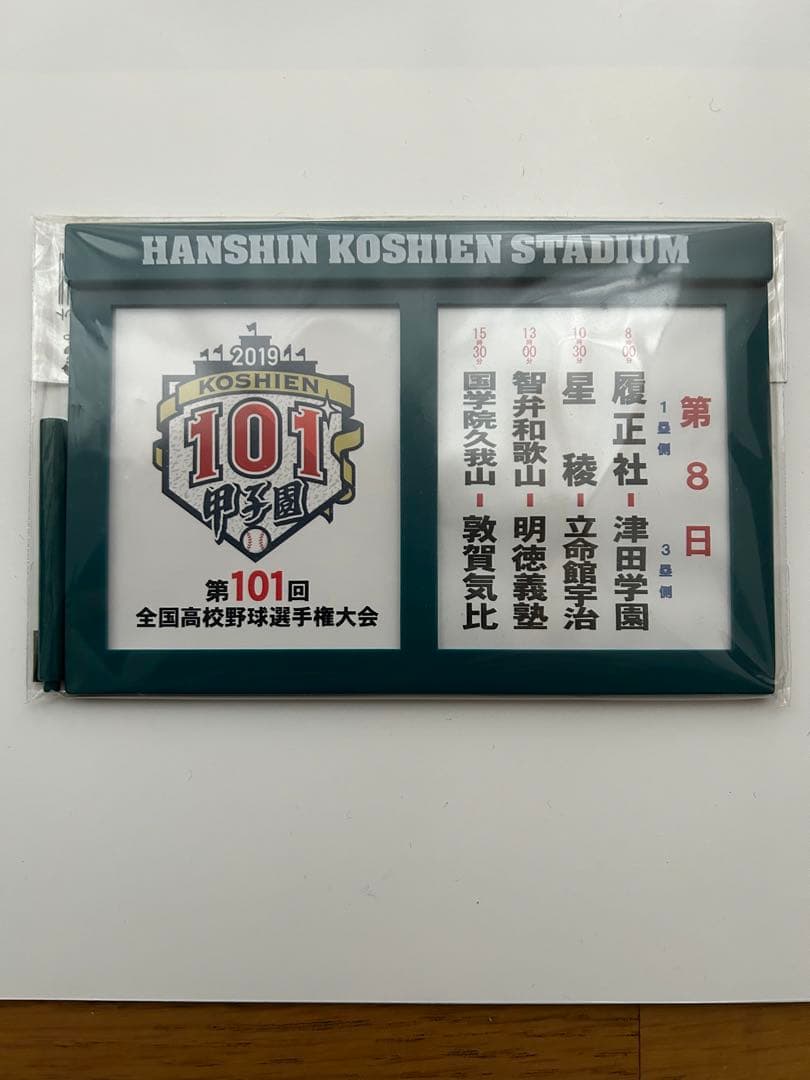 HANSHIN KOSHIEN STADIUM
2019
KOSHIEN
101
甲子園
第101回
全国高校野球選手権大会
第8日
1塁側
3塁側
8時00分
履正社-津田学園
10時30分
星稜-立命館宇治
13時00分
智弁和歌山-明徳義塾
15時30分
国学院久我山-敦賀気比